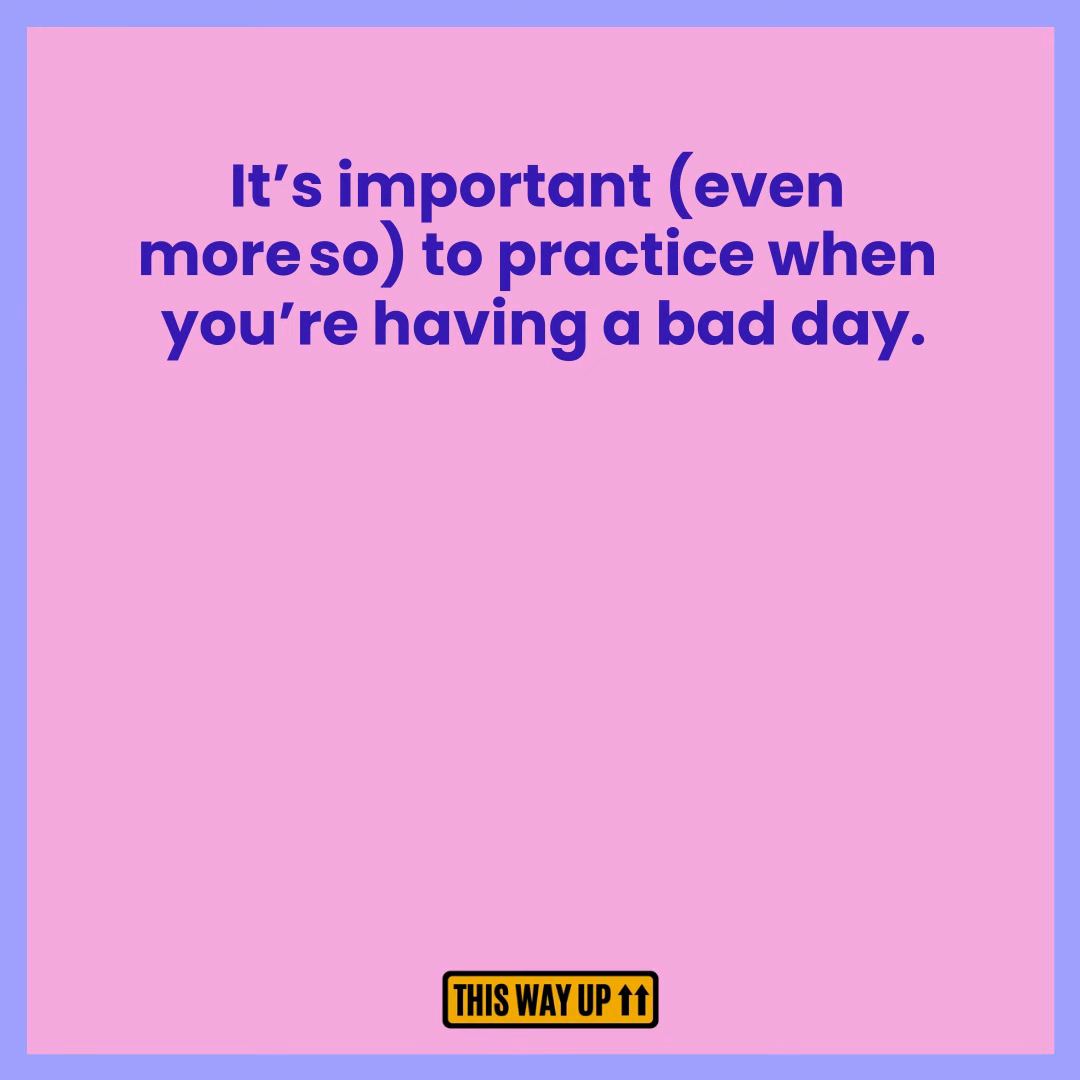 It’s important (even
more so) to practice when
you’re having a bad day.
THIS WAY UP ⬆⬆